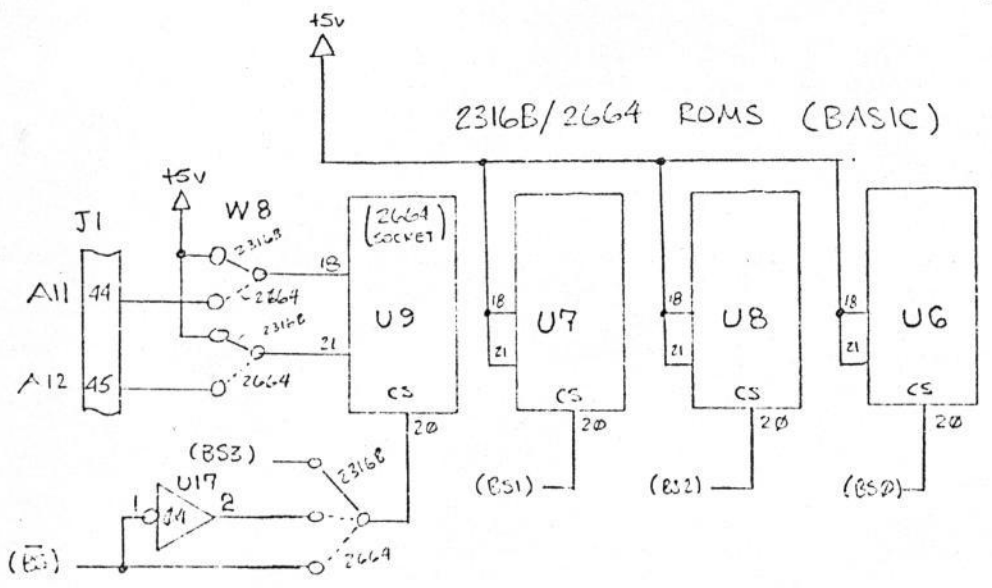 +5v
2316B/2664 ROMS (BASIC)
+5v
J1
W8
2316B
(2664 SOCKET)
18
A11 44
2664
2316B
U9
21
A12 45
2664
CS
20
18
U7
21
CS
20
18
U8
21
CS
20
18
U6
21
CS
20
(BS3)
2316B
(BS1)
(BS2)
(BS0)
U17
1
04
2
(BS)
2664